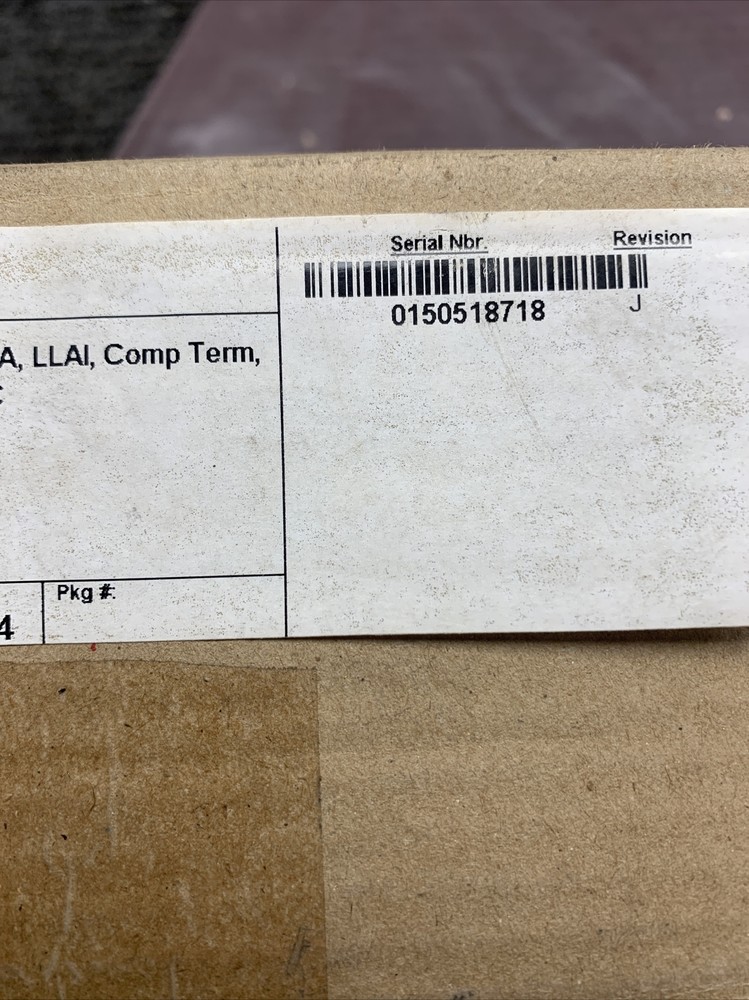 Serial Nbr. Revision
0150518718 J
A, LLAI, Comp Term,
Pkg #:
4